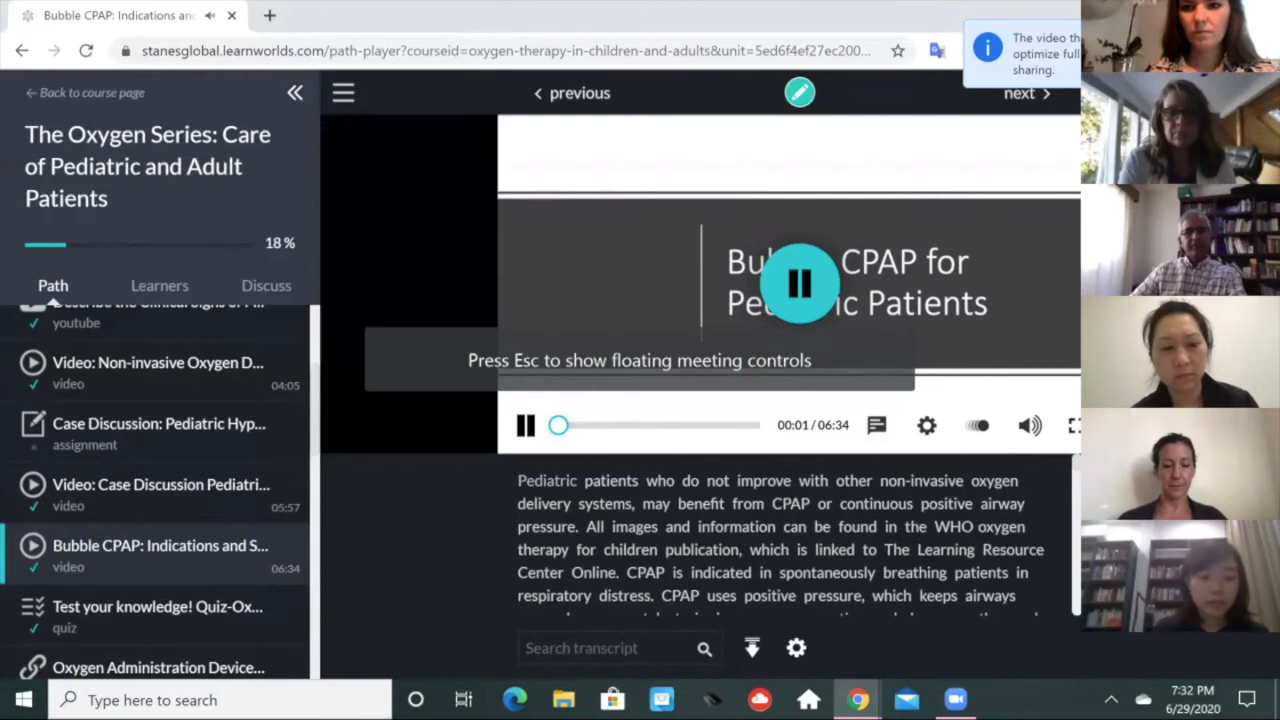 Bubble CPAP: Indications an
stanesglobal.learnworlds.com/path-player?courseid=oxygen-therapy-in-children-and-adults&unit=5ed6f4ef27ec200...
The video th
optimize full
sharing.
Back to course page
previous
next
The Oxygen Series: Care
of Pediatric and Adult
Patients
18 %
Path
Learners
Discuss
Describe the Clinical Signs of
youtube
Video: Non-invasive Oxygen D...
video
04:05
Case Discussion: Pediatric Hyp...
assignment
Video: Case Discussion Pediatri...
video
05:57
Bubble CPAP: Indications and S...
video
06:34
Test your knowledge! Quiz-Ox...
quiz
Oxygen Administration Device...
CPAP for
Patients
Press Esc to show floating meeting controls
00:01 / 06:34
Pediatric patients who do not improve with other non-invasive oxygen
delivery systems, may benefit from CPAP or continuous positive airway
pressure. All images and information can be found in the WHO oxygen
therapy for children publication, which is linked to The Learning Resource
Center Online. CPAP is indicated in spontaneously breathing patients in
respiratory distress. CPAP uses positive pressure, which keeps airways
Search transcript
Type here to search
7:32 PM
6/29/2020